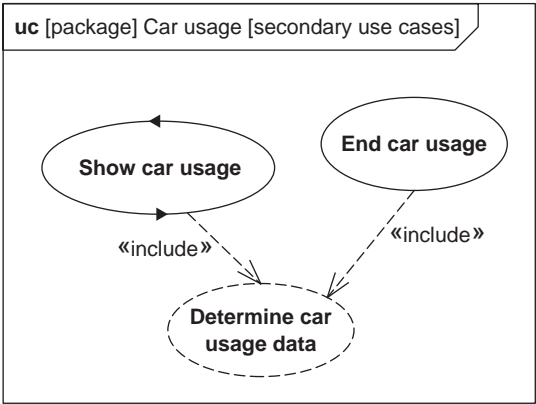 uc [package] Car usage [secondary use cases]
Show car usage
End car usage
«include»
«include»
Determine car
usage data